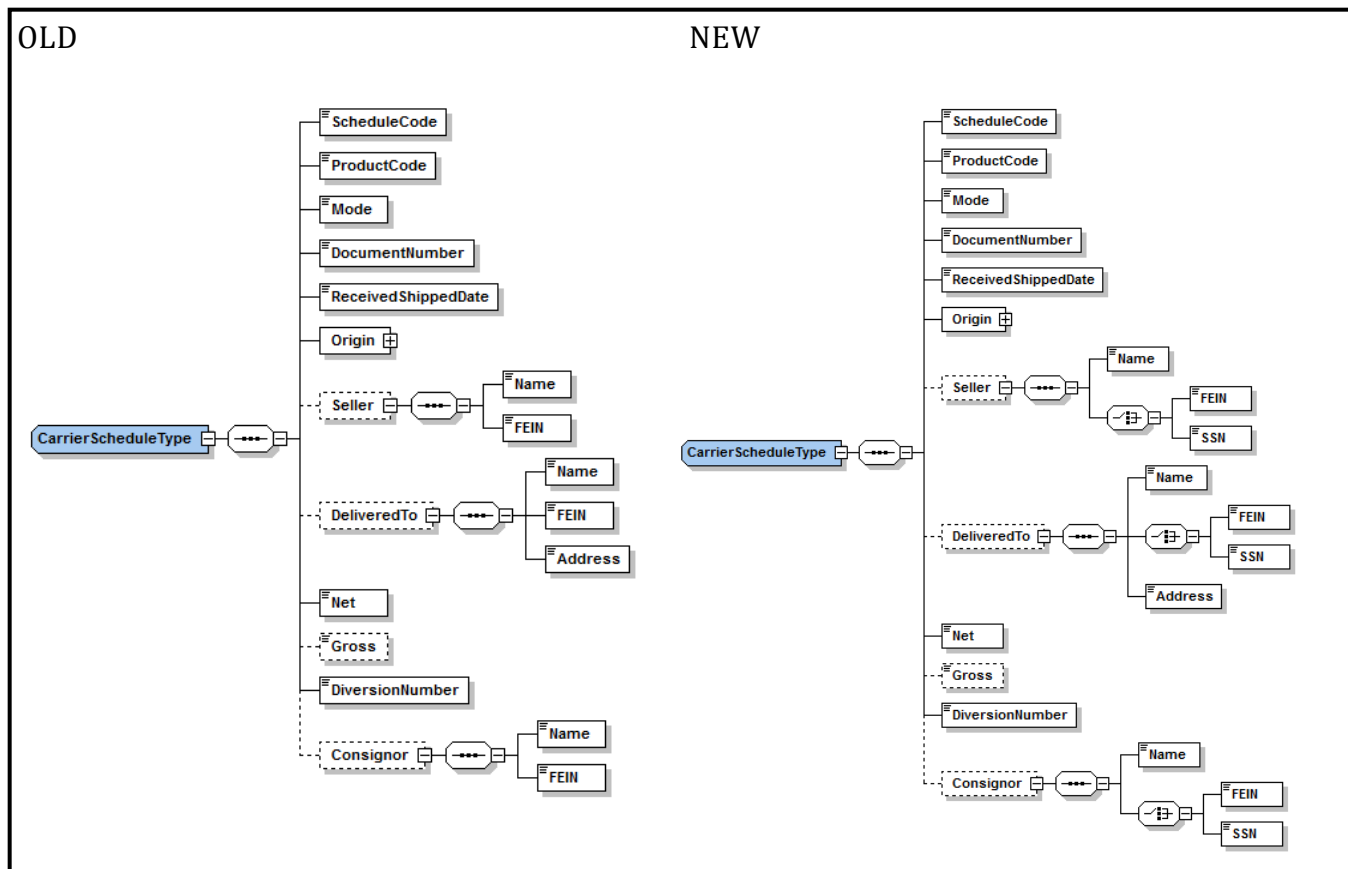 OLD
ScheduleCode
ProductCode
Mode
DocumentNumber
ReceivedShippedDate
Origin
Name
Seller
FEIN
CarrierScheduleType
Name
DeliveredTo
FEIN
Address
Net
Gross
DiversionNumber
Name
Consignor
FEIN
NEW
ScheduleCode
ProductCode
Mode
DocumentNumber
ReceivedShippedDate
Origin
Name
Seller
FEIN
SSN
CarrierScheduleType
Name
FEIN
DeliveredTo
SSN
Address
Net
Gross
DiversionNumber
Name
Consignor
FEIN
SSN